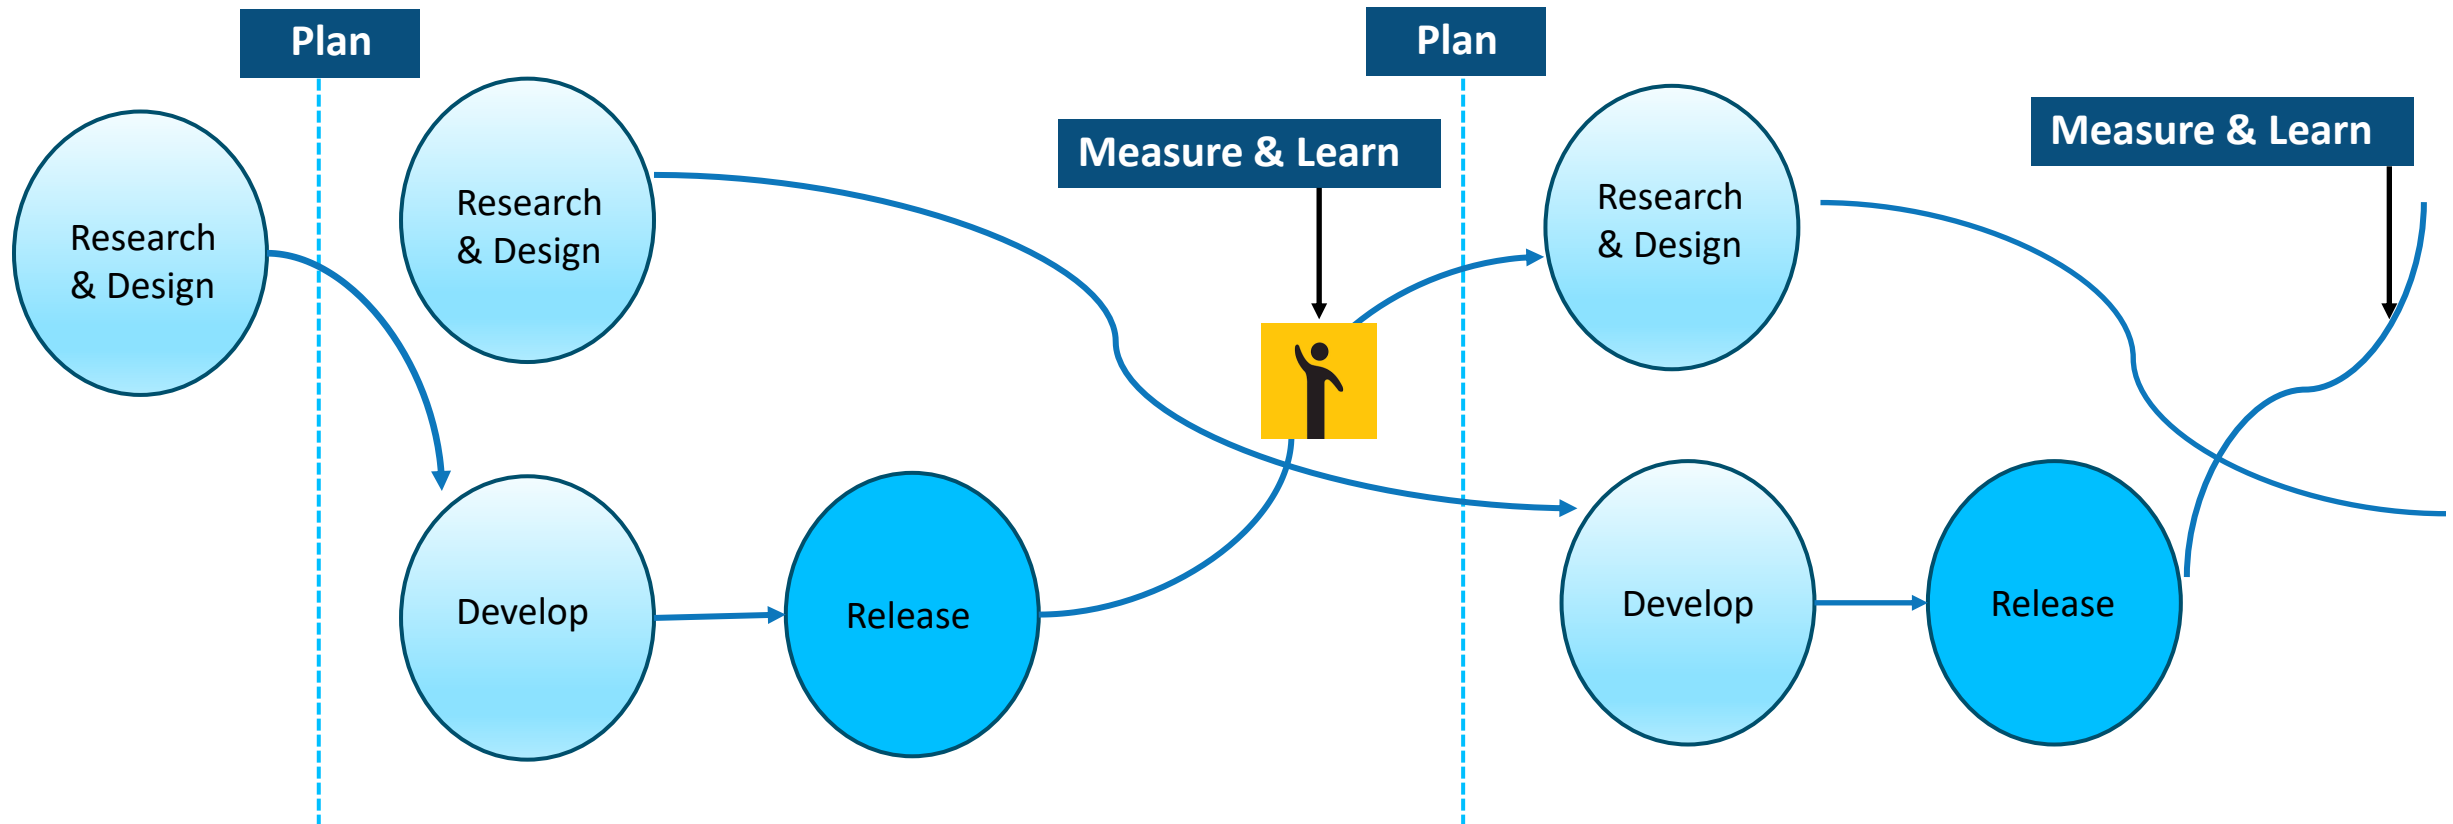 Plan
Plan
Measure & Learn
Measure & Learn
Research
& Design
Research
& Design
Research
& Design
Develop
Release
Develop
Release